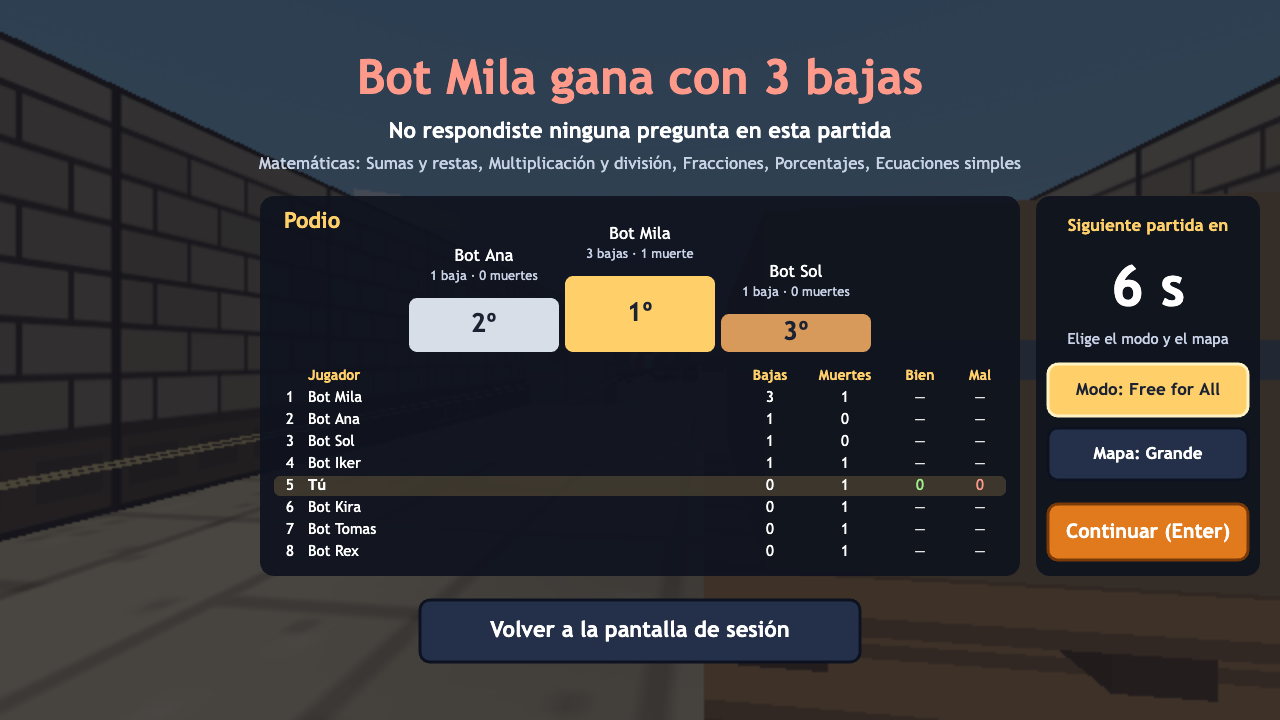 Bot Mila gana con 3 bajas
No respondiste ninguna pregunta en esta partida
Matemáticas: Sumas y restas, Multiplicación y división, Fracciones, Porcentajes, Ecuaciones simples
Podio
Bot Mila
3 bajas · 1 muerte
1º
Bot Ana
1 baja · 0 muertes
2º
Bot Sol
1 baja · 0 muertes
3º
Jugador Bajas Muertes Bien Mal
1 Bot Mila 3 1 — —
2 Bot Ana 1 0 — —
3 Bot Sol 1 0 — —
4 Bot Iker 1 1 — —
5 Tú 0 1 0 0
6 Bot Kira 0 1 — —
7 Bot Tomas 0 1 — —
8 Bot Rex 0 1 — —
Siguiente partida en
6 s
Elige el modo y el mapa
Modo: Free for All
Mapa: Grande
Continuar (Enter)
Volver a la pantalla de sesión